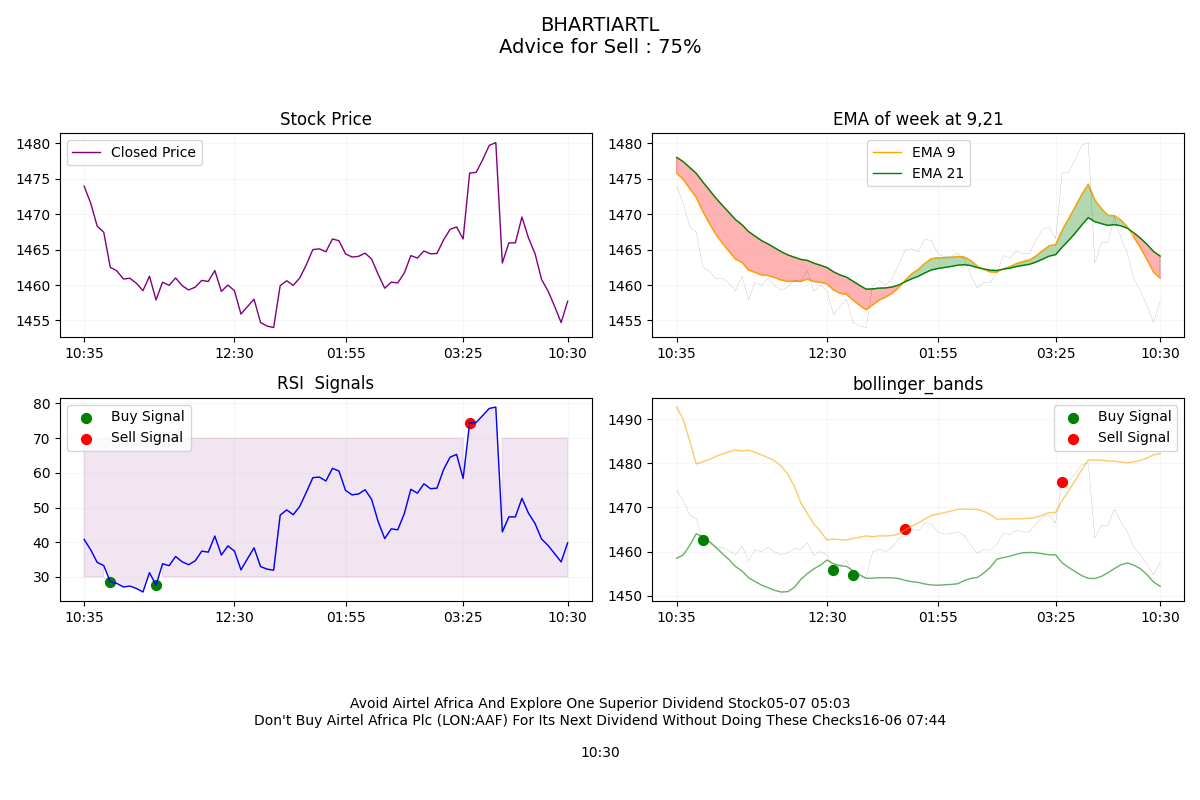 BHARTIARTL
Advice for Sell : 75%
Stock Price
1480
1475
1470
1465
1460
1455
Closed Price
10:35
12:30
01:55
03:25
10:30
EMA of week at 9,21
1480
1475
1470
1465
1460
1455
EMA 9
EMA 21
10:35
12:30
01:55
03:25
10:30
RSI  Signals
80
70
60
50
40
30
Buy Signal
Sell Signal
10:35
12:30
01:55
03:25
10:30
bollinger_bands
1490
1480
1470
1460
1450
Buy Signal
Sell Signal
10:35
12:30
01:55
03:25
10:30
Avoid Airtel Africa And Explore One Superior Dividend Stock05-07 05:03
Don't Buy Airtel Africa Plc (LON:AAF) For Its Next Dividend Without Doing These Checks16-06 07:44
10:30